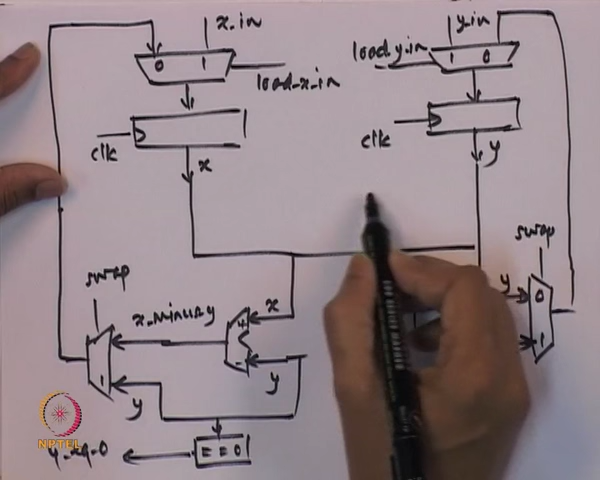 x_in
y_in
0 1
load_x_in
load_y_in
1 0
clk
x
clk
y
swap
swap
x_minus_y
x
y
0
1
1
y
y
= = 0
y_eq_0
NPTEL